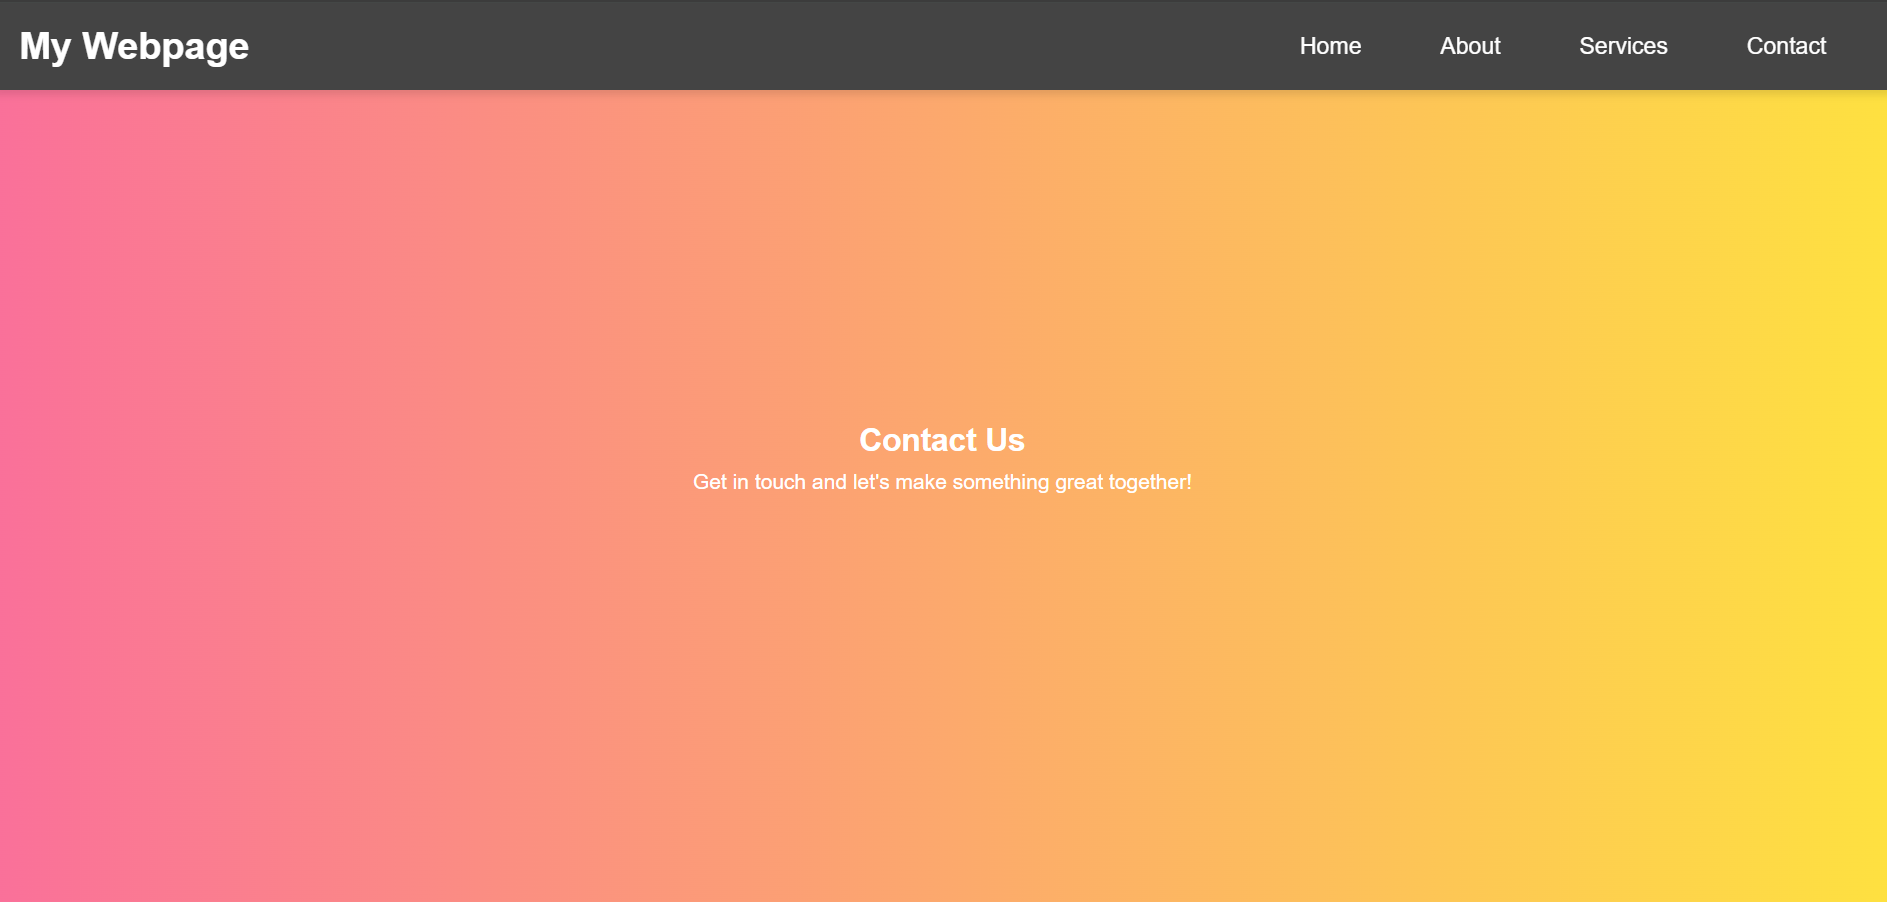 My Webpage
Home About Services Contact
Contact Us
Get in touch and let's make something great together!